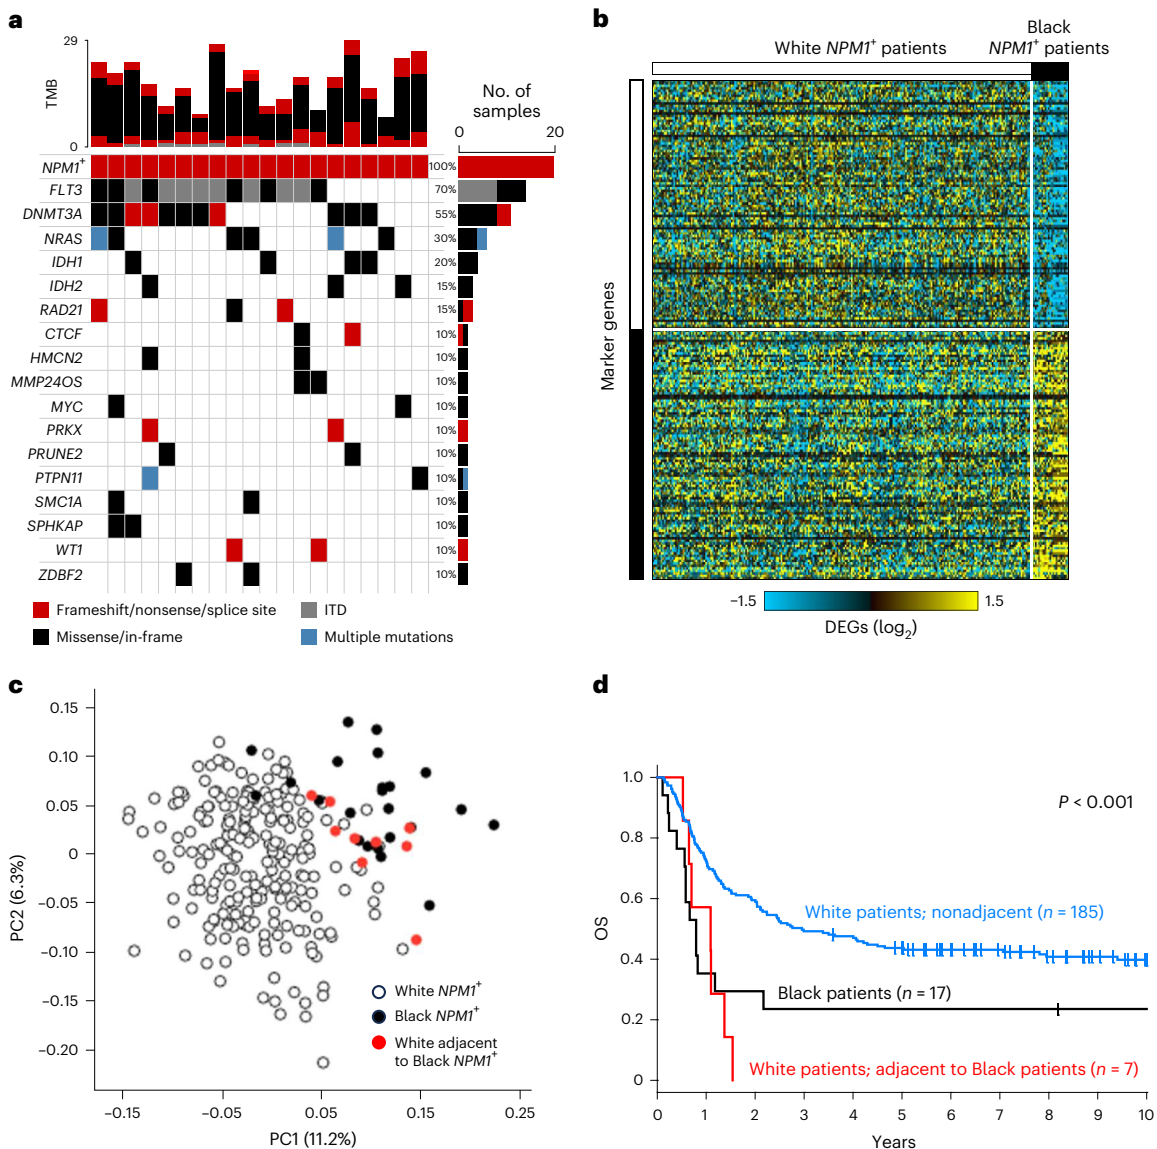 a
29
TMB
0
No. of
samples
0 20
NPM1+ 100%
FLT3 70%
DNMT3A 55%
NRAS 30%
IDH1 20%
IDH2 15%
RAD21 15%
CTCF 10%
HMCN2 10%
MMP24OS 10%
MYC 10%
PRKX 10%
PRUNE2 10%
PTPN11 10%
SMC1A 10%
SPHKAP 10%
WT1 10%
ZDBF2 10%
Frameshift/nonsense/splice site
ITD
Missense/in-frame
Multiple mutations
b
White NPM1+ patients
Black
NPM1+ patients
Marker genes
−1.5 1.5
DEGs (log2)
c
0.15
0.10
0.05
0
−0.05
−0.10
−0.15
−0.20
PC2 (6.3%)
White NPM1+
Black NPM1+
White adjacent
to Black NPM1+
−0.15 −0.05 0.05 0.15 0.25
PC1 (11.2%)
d
1.0
0.8
0.6
0.4
0.2
0
OS
P < 0.001
White patients; nonadjacent (n = 185)
Black patients (n = 17)
White patients; adjacent to Black patients (n = 7)
0 1 2 3 4 5 6 7 8 9 10
Years